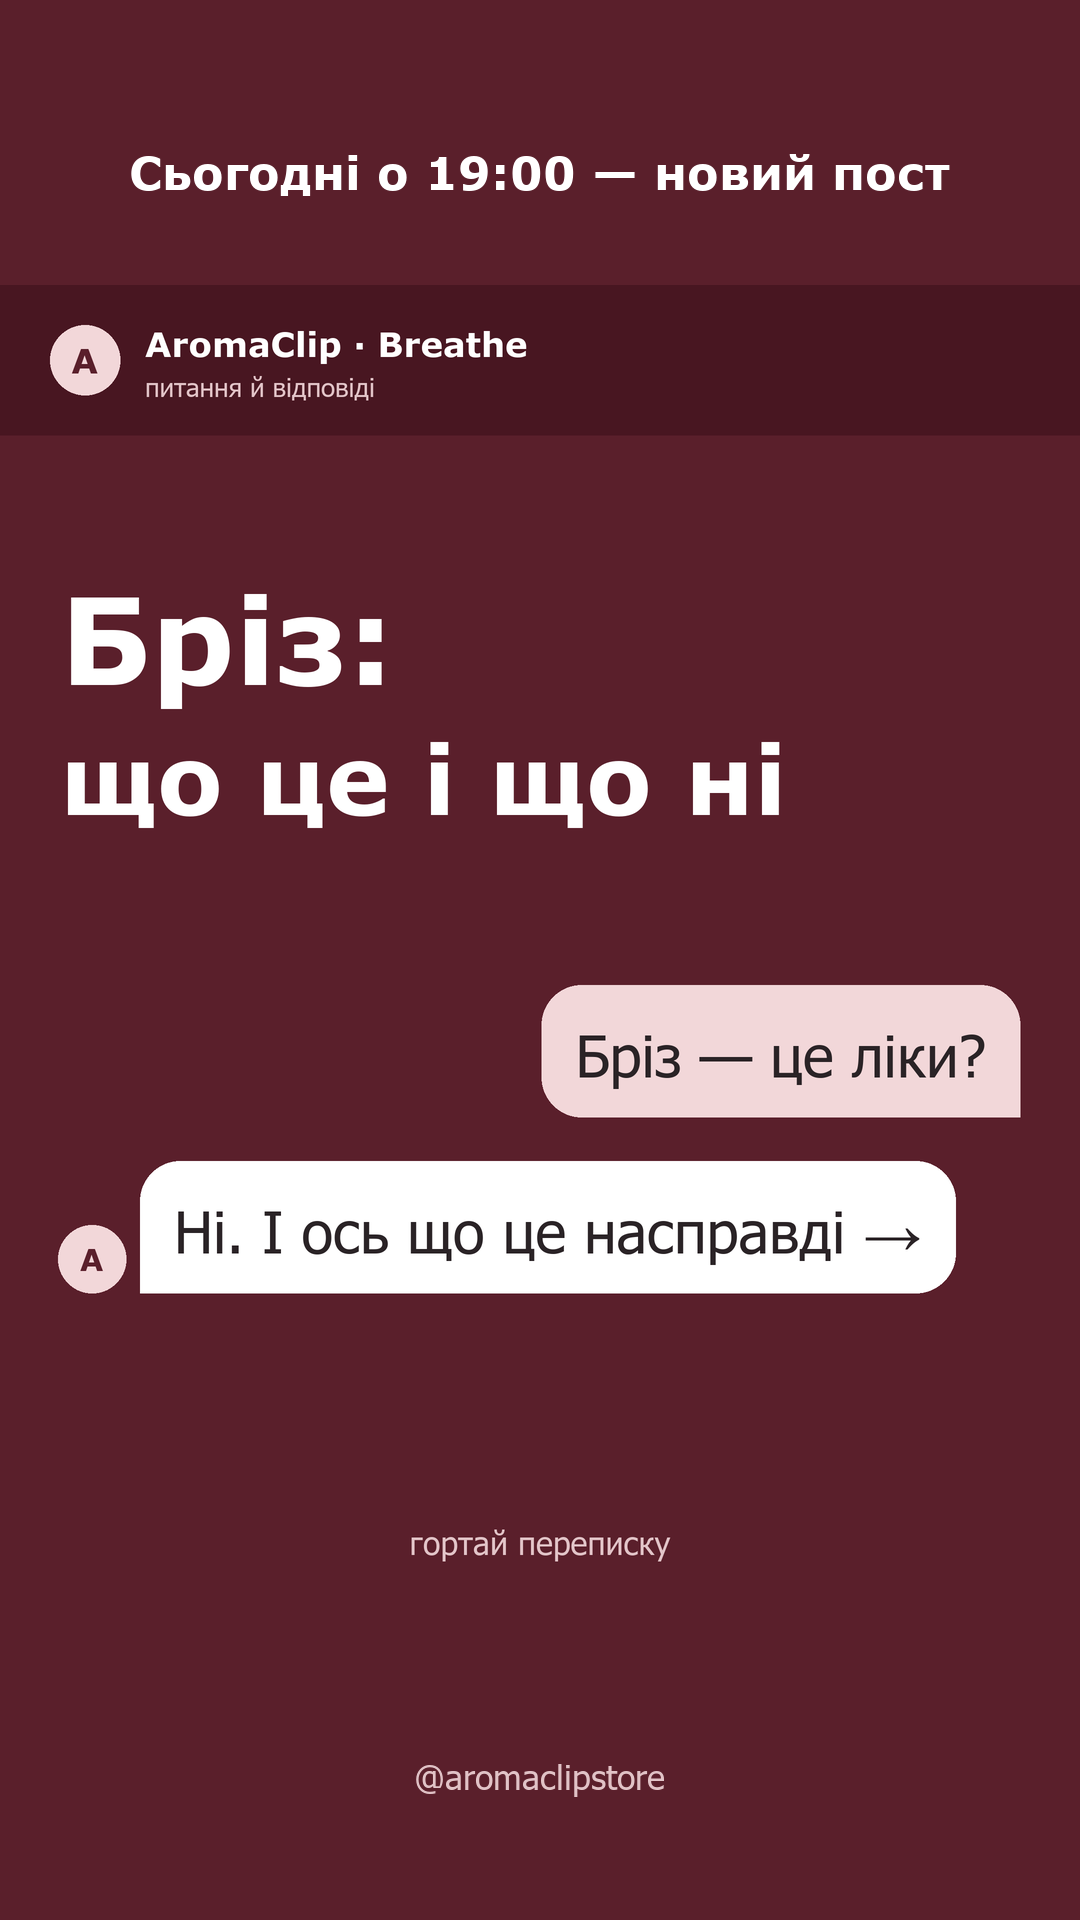 Сьогодні о 19:00 — новий пост
A
AromaClip · Breathe
питання й відповіді
Бріз:
що це і що ні
Бріз — це ліки?
Ні. І ось що це насправді →
A
гортай переписку
@aromaclipstore